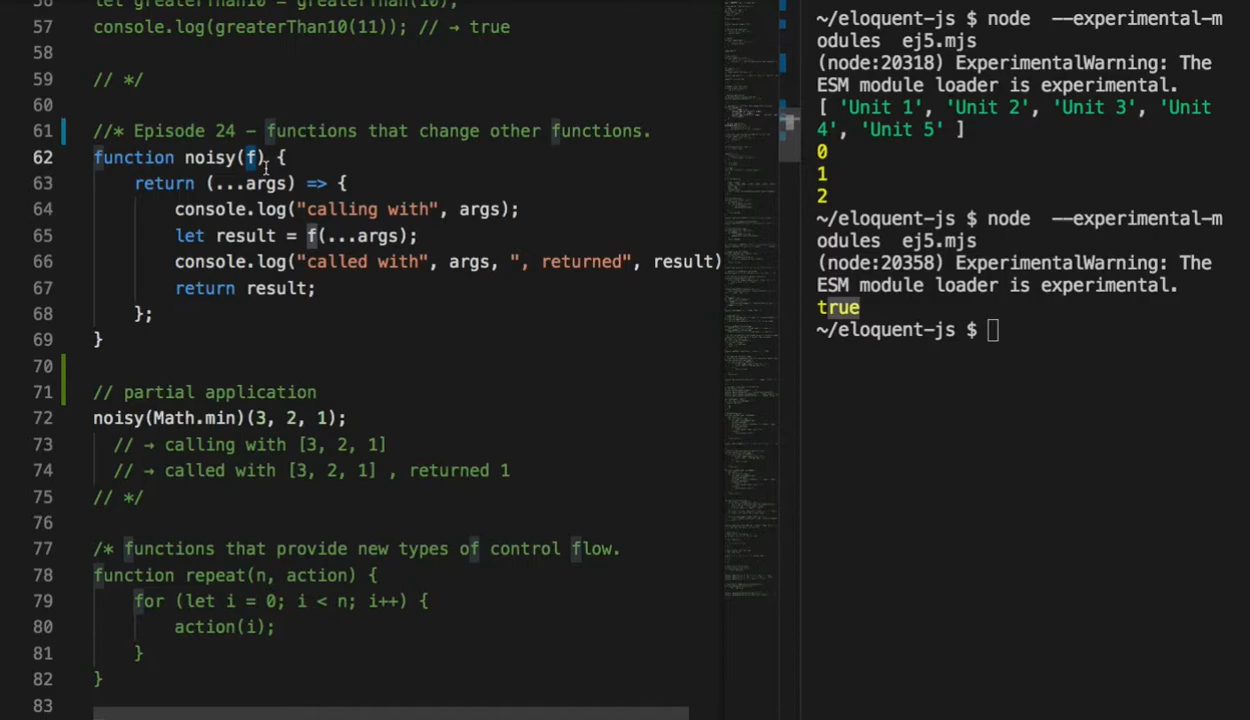 56 let greaterThan10 = greaterThan(10);
57 console.log(greaterThan10(11)); // → true
58
59 // */
60
61 //* Episode 24 - functions that change other functions.
62 function noisy(f) {
63 return (...args) => {
64 console.log("calling with", args);
65 let result = f(...args);
66 console.log("called with", args, ", returned", result)
67 return result;
68 };
69 }
70
71 // partial application
72 noisy(Math.min)(3, 2, 1);
73 // → calling with [3, 2, 1]
74 // → called with [3, 2, 1] , returned 1
75 // */
76
77 /* functions that provide new types of control flow.
78 function repeat(n, action) {
79 for (let i = 0; i < n; i++) {
80 action(i);
81 }
82 }
83
~/eloquent-js $ node --experimental-m
odules ej5.mjs
(node:20318) ExperimentalWarning: The
ESM module loader is experimental.
[ 'Unit 1', 'Unit 2', 'Unit 3', 'Unit
4', 'Unit 5' ]
0
1
2
~/eloquent-js $ node --experimental-m
odules ej5.mjs
(node:20358) ExperimentalWarning: The
ESM module loader is experimental.
true
~/eloquent-js $